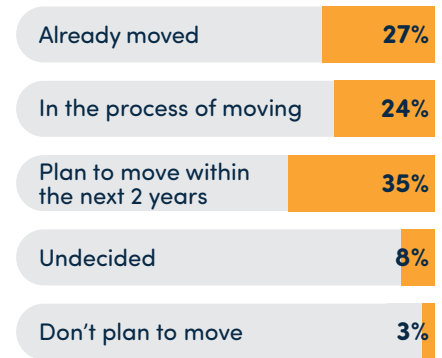 Already moved
27%
In the process of moving
24%
Plan to move within
the next 2 years
35%
Undecided
8%
Don’t plan to move
3%